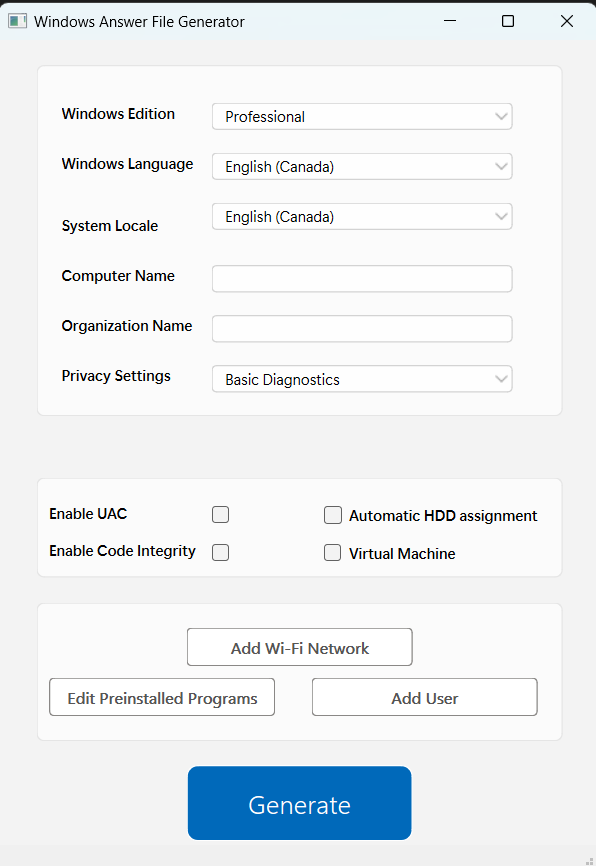 Windows Answer File Generator
Windows Edition Professional
Windows Language English (Canada)
System Locale English (Canada)
Computer Name
Organization Name
Privacy Settings Basic Diagnostics
Enable UAC Automatic HDD assignment
Enable Code Integrity Virtual Machine
Add Wi-Fi Network
Edit Preinstalled Programs Add User
Generate